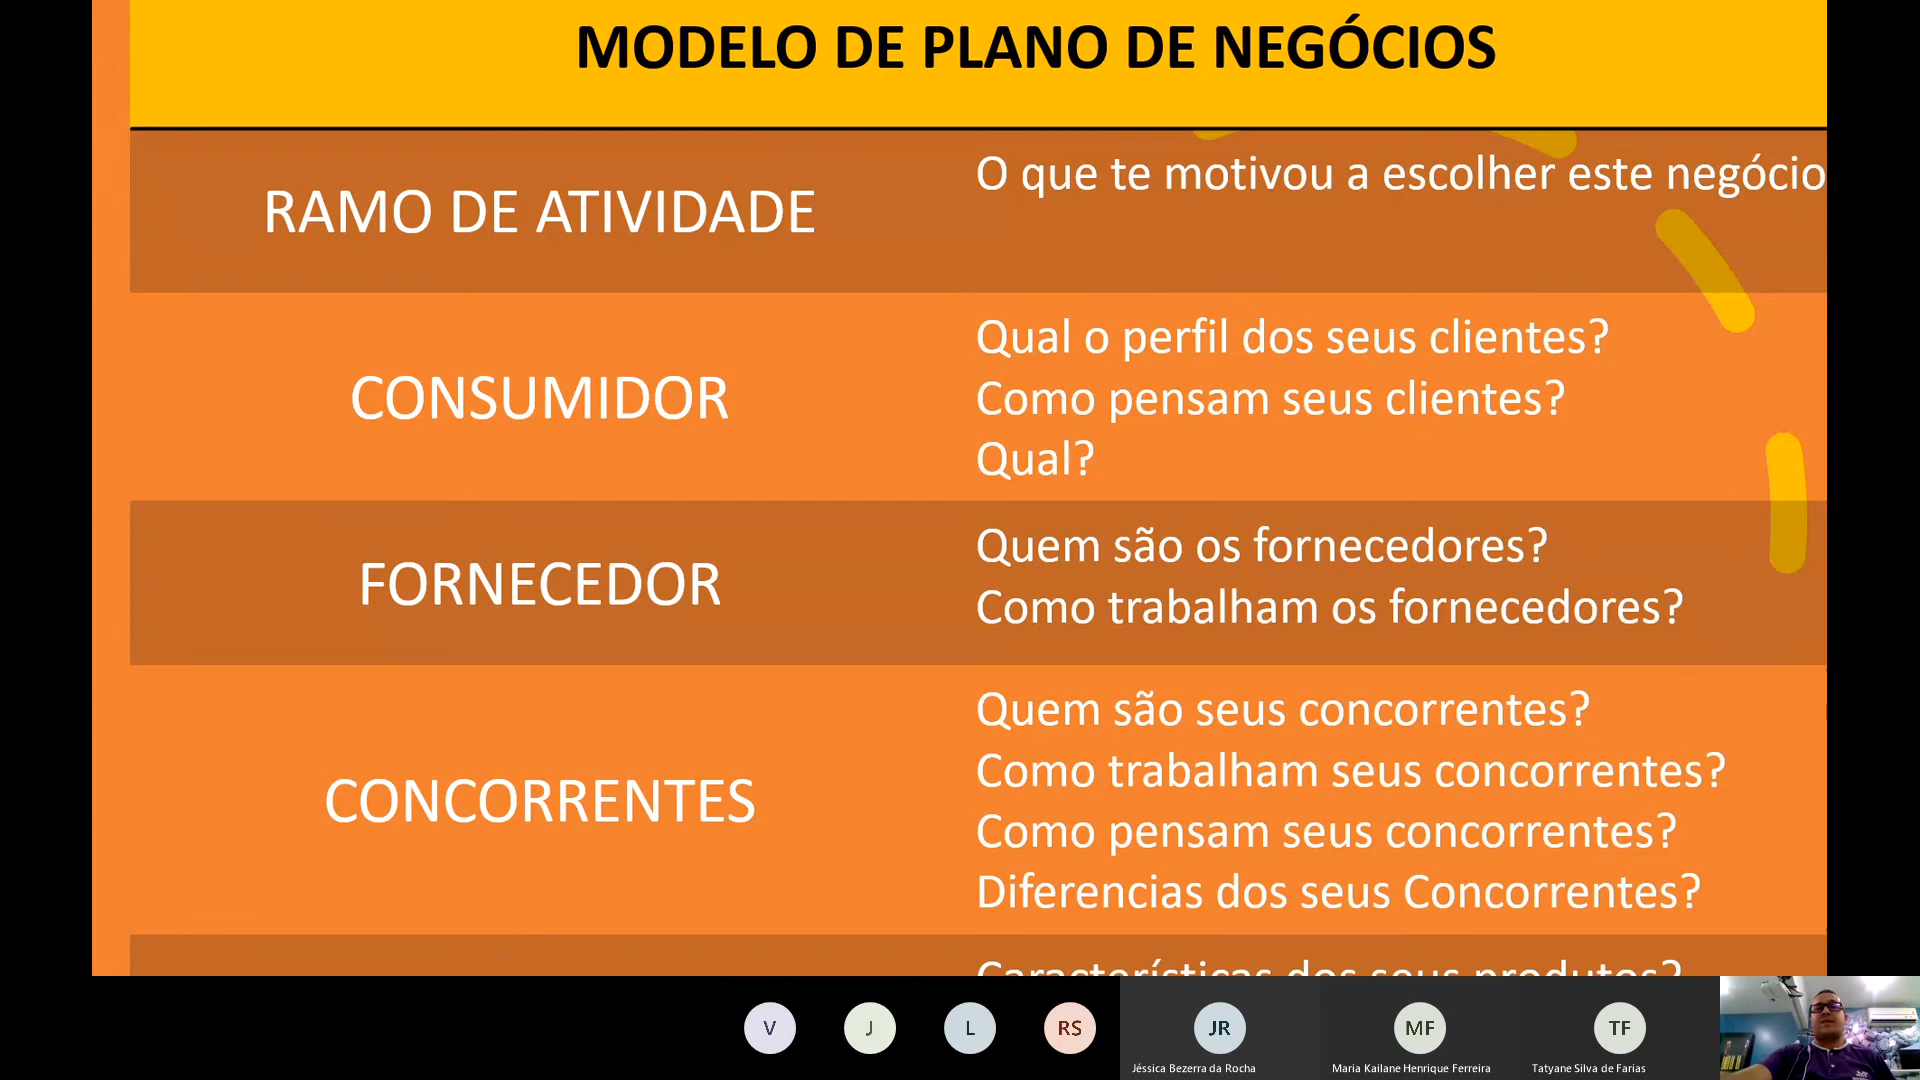 MODELO DE PLANO DE NEGÓCIOS
RAMO DE ATIVIDADE
O que te motivou a escolher este negócio
CONSUMIDOR
Qual o perfil dos seus clientes?
Como pensam seus clientes?
Qual?
FORNECEDOR
Quem são os fornecedores?
Como trabalham os fornecedores?
CONCORRENTES
Quem são seus concorrentes?
Como trabalham seus concorrentes?
Como pensam seus concorrentes?
Diferencias dos seus Concorrentes?
Características dos seus produtos?
V
J
L
RS
JR
MF
TF
Jéssica Bezerra da Rocha
Maria Kailane Henrique Ferreira
Tatyane Silva de Farias